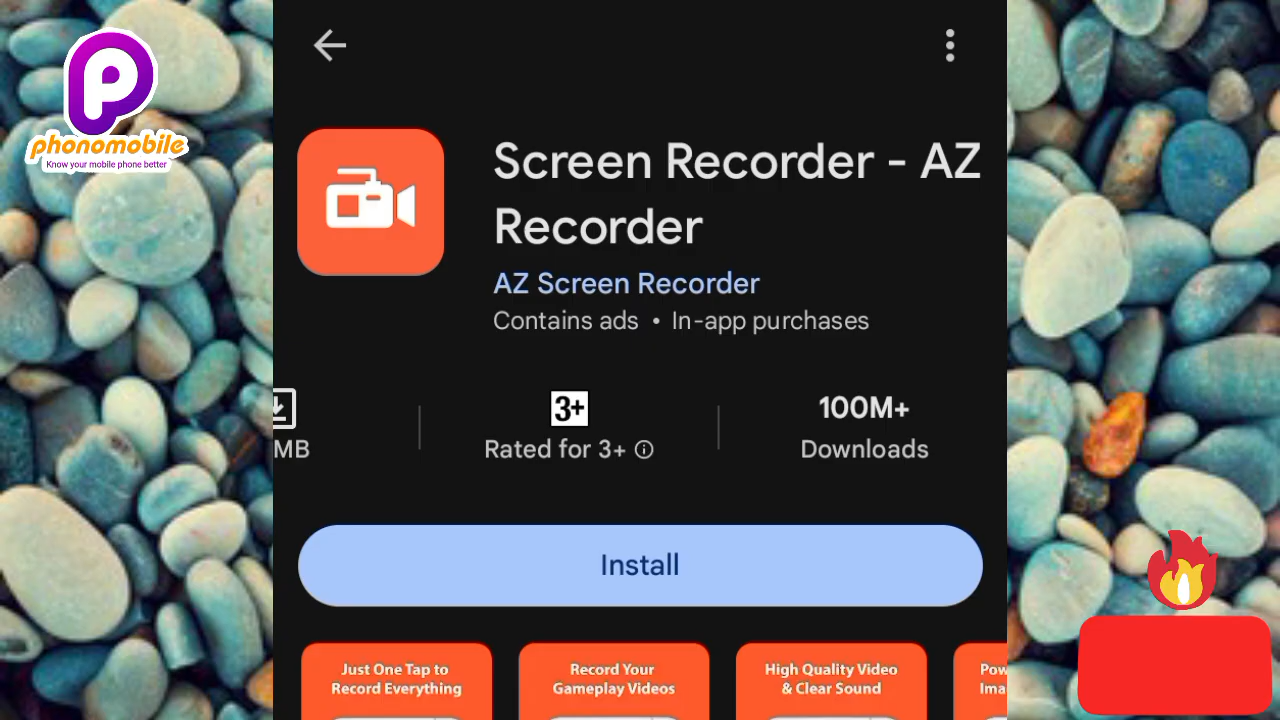 phonomobile
Know your mobile phone better
Screen Recorder - AZ
Recorder
AZ Screen Recorder
Contains ads • In-app purchases
MB
3+
Rated for 3+
100M+
Downloads
Install
Just One Tap to
Record Everything
Record Your
Gameplay Videos
High Quality Video
& Clear Sound
Pow
Ima